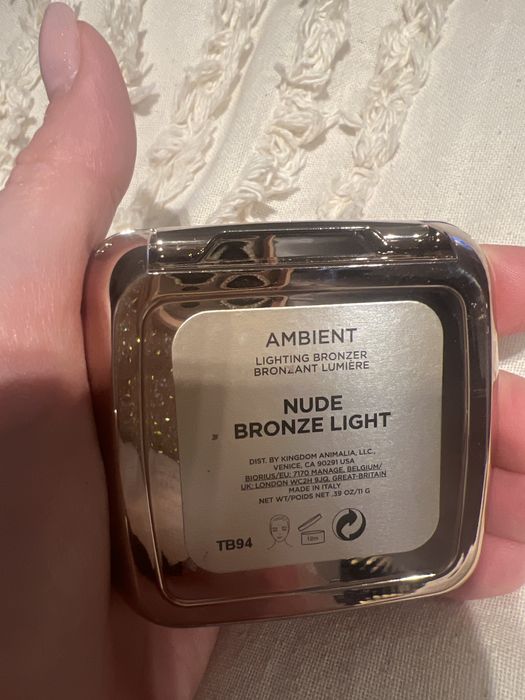 AMBIENT
LIGHTING BRONZER
BRONZANT LUMIÈRE
NUDE
BRONZE LIGHT
DIST. BY KINGDOM ANIMALIA, LLC.,
VENICE, CA 90291 USA
BIORIUS/EU: 7170 MANAGE, BELGIUM/
UK: LONDON WC2H 9JQ, GREAT-BRITAIN
MADE IN ITALY
NET WT/POIDS NET .39 OZ/11 G
TB94
12m